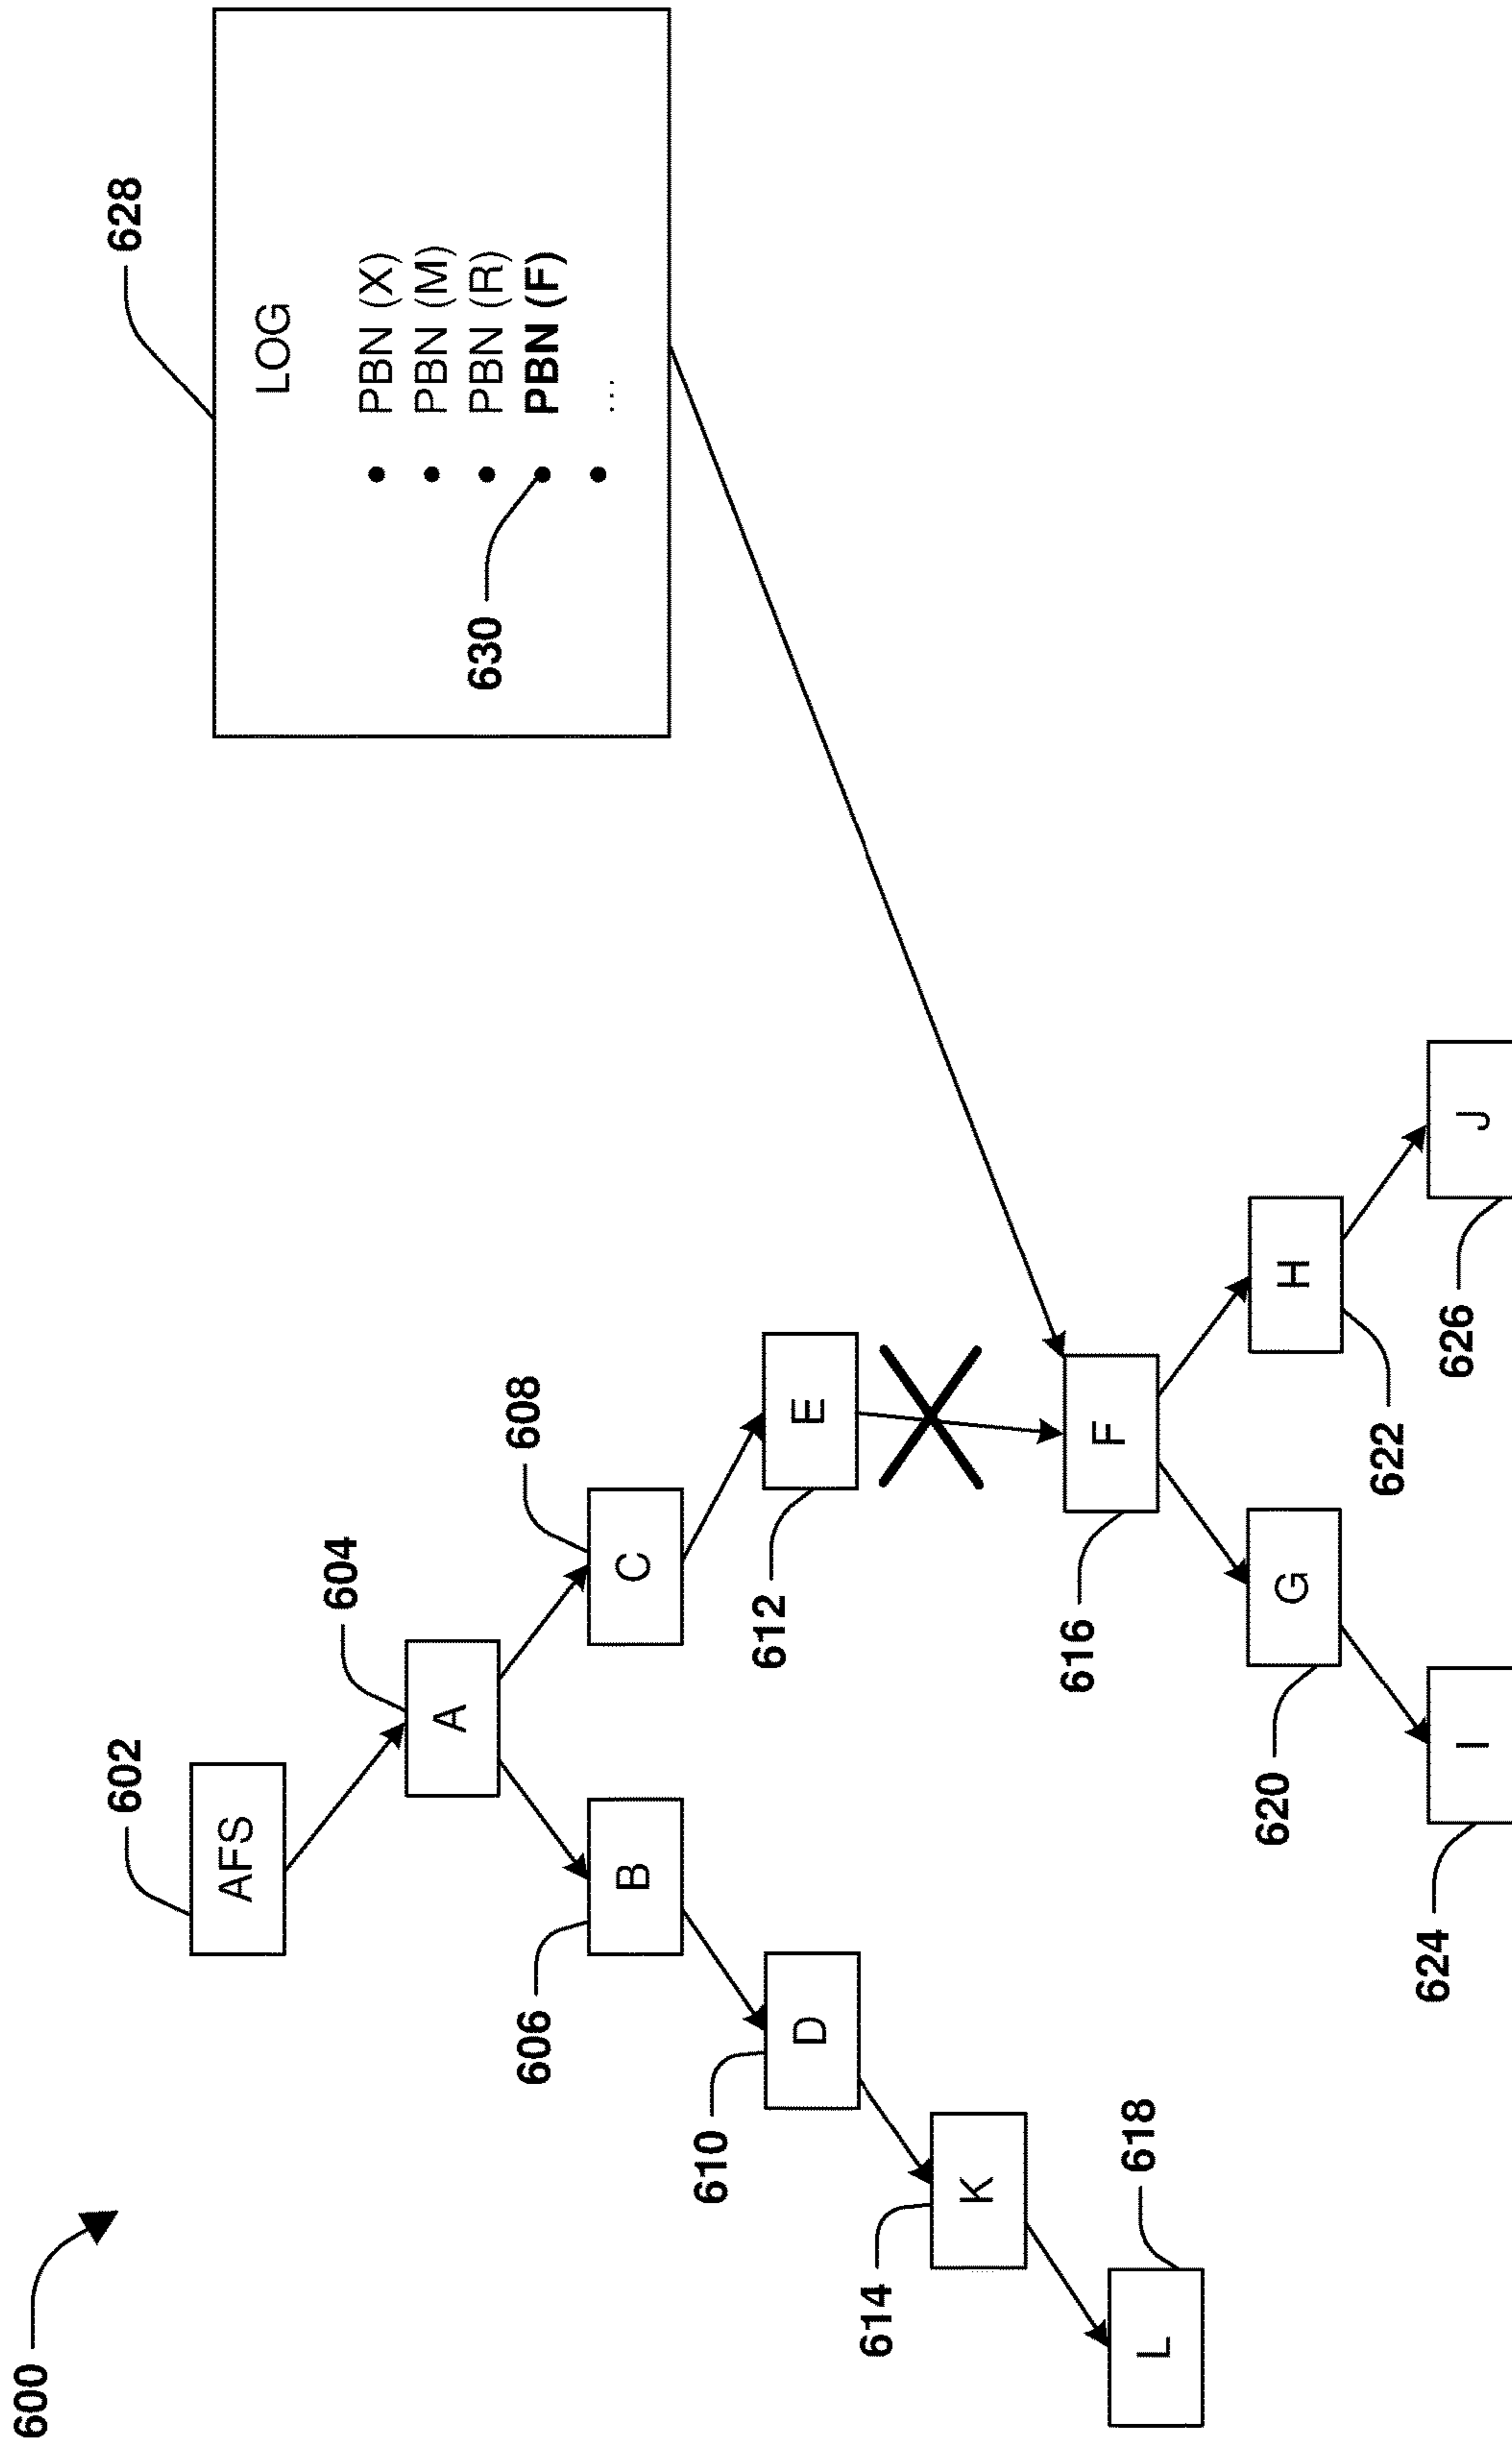 600
602
AFS
604
A
606
B
608
C
610
D
612
E
614
K
616
F
618
L
620
G
622
H
624
I
626
J
628
LOG
• PBN (X)
• PBN (M)
• PBN (R)
• PBN (F)
• ...
630